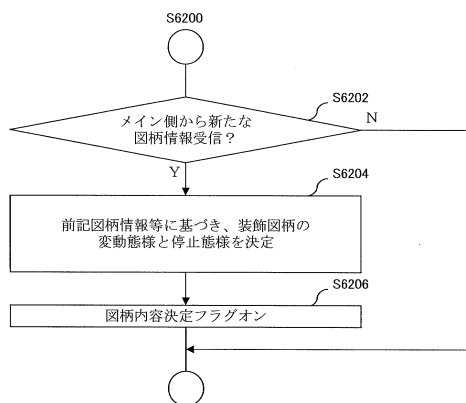 S6200
S6202
メイン側から新たな
図柄情報受信？
N
Y
S6204
前記図柄情報等に基づき、装飾図柄の
変動態様と停止態様を決定
S6206
図柄内容決定フラグオン